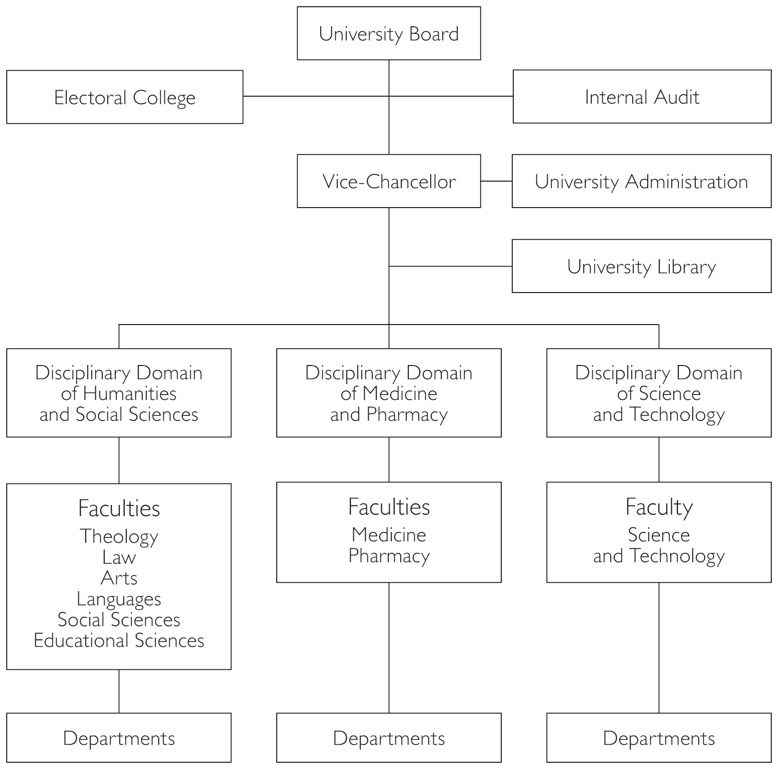 University Board
Electoral College
Internal Audit
Vice-Chancellor
University Administration
University Library
Disciplinary Domain
of Humanities
and Social Sciences
Disciplinary Domain
of Medicine
and Pharmacy
Disciplinary Domain
of Science
and Technology
Faculties
Theology
Law
Arts
Languages
Social Sciences
Educational Sciences
Faculties
Medicine
Pharmacy
Faculty
Science
and Technology
Departments
Departments
Departments